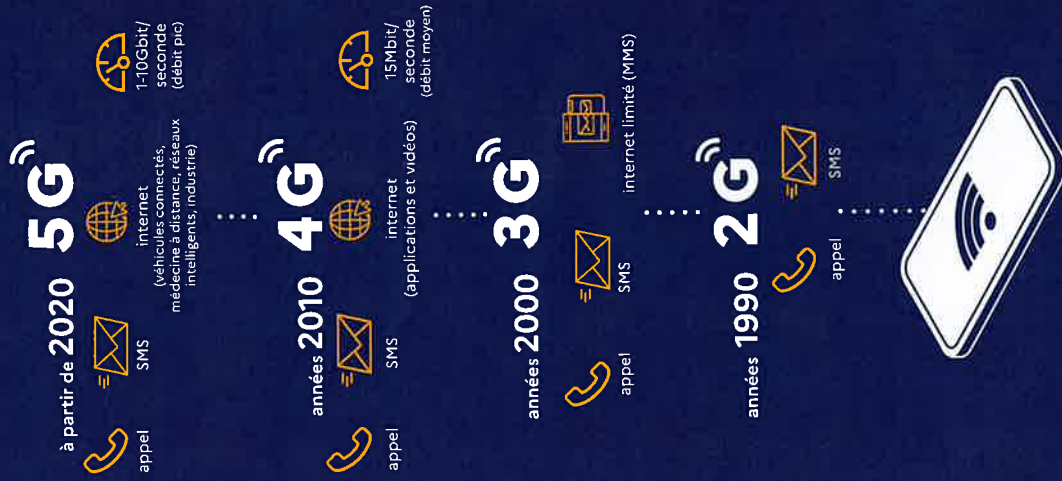 à partir de 2020 5G
appel
SMS
internet
(véhicules connectés,
médecine à distance, réseaux
intelligents, industrie)
1-10Gbit/
seconde
(débit pic)
années 2010 4G
appel
SMS
internet
(applications et vidéos)
15Mbit/
seconde
(débit moyen)
années 2000 3G
appel
SMS
internet limité (MMS)
années 1990 2G
appel
SMS